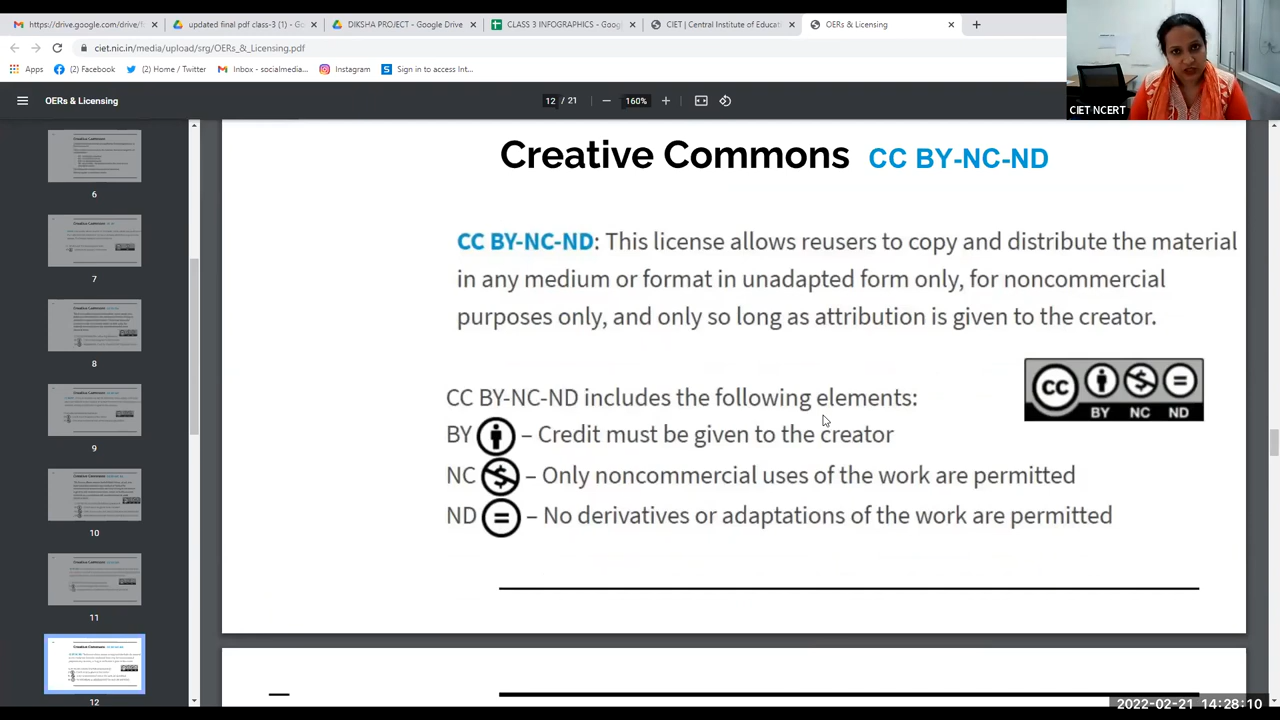 https://drive.google.com/drive/f
updated final pdf class-3 (1) - Go
DIKSHA PROJECT - Google Drive
CLASS 3 INFOGRAPHICS - Googl
CIET | Central Institute of Educat
OERs & Licensing
ciet.nic.in/media/upload/srg/OERs_&_Licensing.pdf
Apps
(2) Facebook
(2) Home / Twitter
Inbox - socialmedia...
Instagram
Sign in to access Int...
CIET NCERT
OERs & Licensing
12 / 21
160%
6
7
8
9
10
11
12
Creative Commons CC BY-NC-ND
CC BY-NC-ND: This license allows reusers to copy and distribute the material
in any medium or format in unadapted form only, for noncommercial
purposes only, and only so long as attribution is given to the creator.
CC BY-NC-ND includes the following elements:
BY – Credit must be given to the creator
NC – Only noncommercial uses of the work are permitted
ND – No derivatives or adaptations of the work are permitted
cc
BY NC ND
2022-02-21 14:28:10